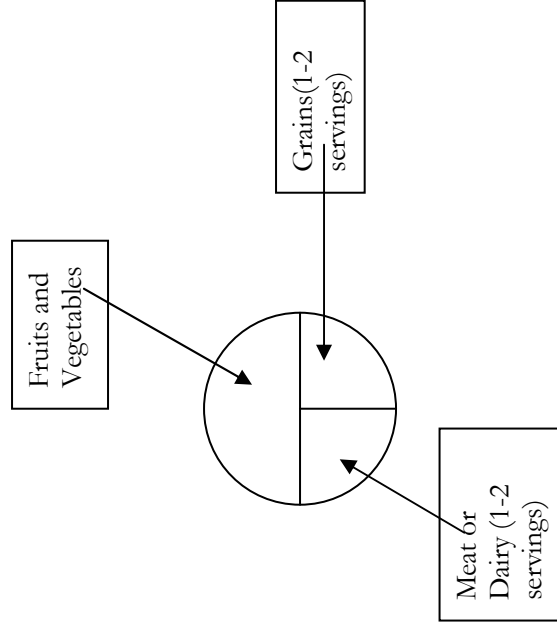 Fruits and
Vegetables
Grains(1-2
servings)
Meat or
Dairy (1-2
servings)